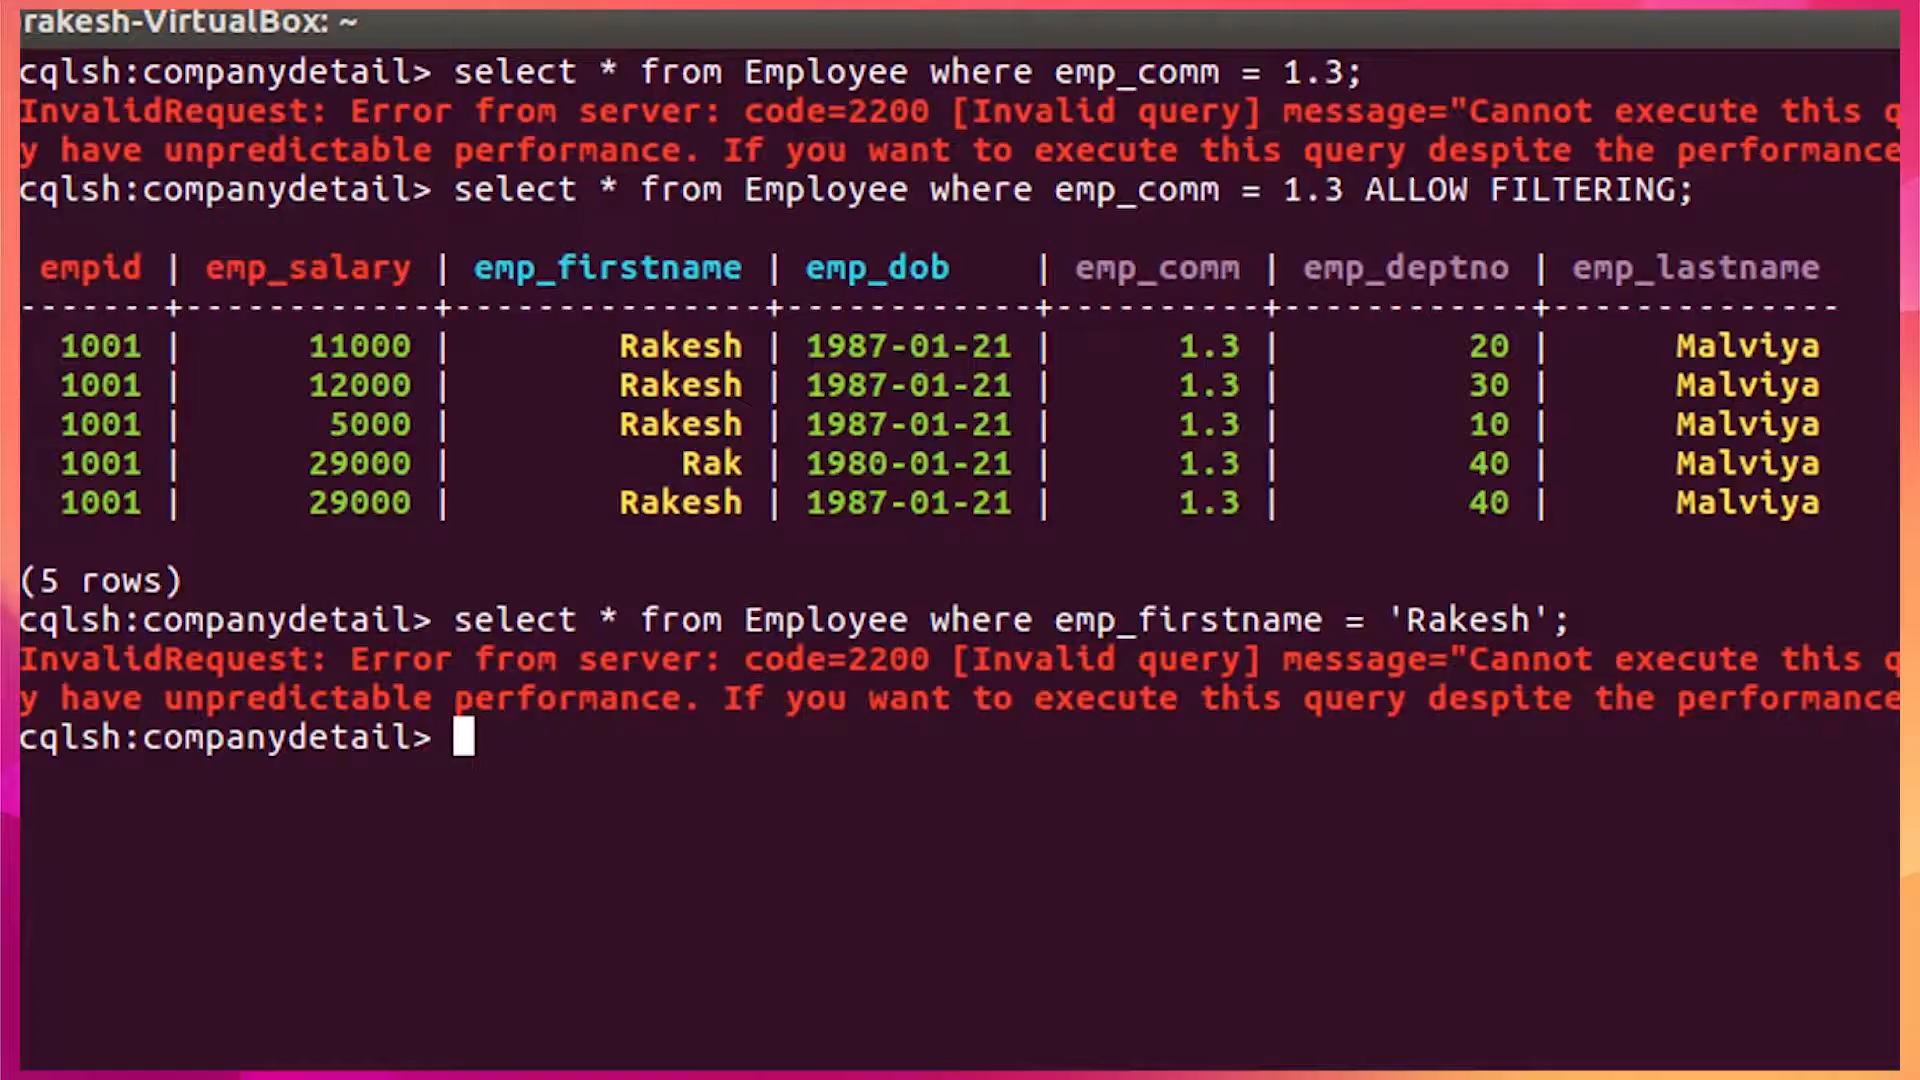 rakesh-VirtualBox: ~
cqlsh:companydetail> select * from Employee where emp_comm = 1.3;
InvalidRequest: Error from server: code=2200 [Invalid query] message="Cannot execute this q
y have unpredictable performance. If you want to execute this query despite the performance
cqlsh:companydetail> select * from Employee where emp_comm = 1.3 ALLOW FILTERING;
empid | emp_salary | emp_firstname | emp_dob | emp_comm | emp_deptno | emp_lastname
-------+------------+---------------+------------+----------+------------+--------------
1001 | 11000 | Rakesh | 1987-01-21 | 1.3 | 20 | Malviya
1001 | 12000 | Rakesh | 1987-01-21 | 1.3 | 30 | Malviya
1001 | 5000 | Rakesh | 1987-01-21 | 1.3 | 10 | Malviya
1001 | 29000 | Rak | 1980-01-21 | 1.3 | 40 | Malviya
1001 | 29000 | Rakesh | 1987-01-21 | 1.3 | 40 | Malviya
(5 rows)
cqlsh:companydetail> select * from Employee where emp_firstname = 'Rakesh';
InvalidRequest: Error from server: code=2200 [Invalid query] message="Cannot execute this q
y have unpredictable performance. If you want to execute this query despite the performance
cqlsh:companydetail>